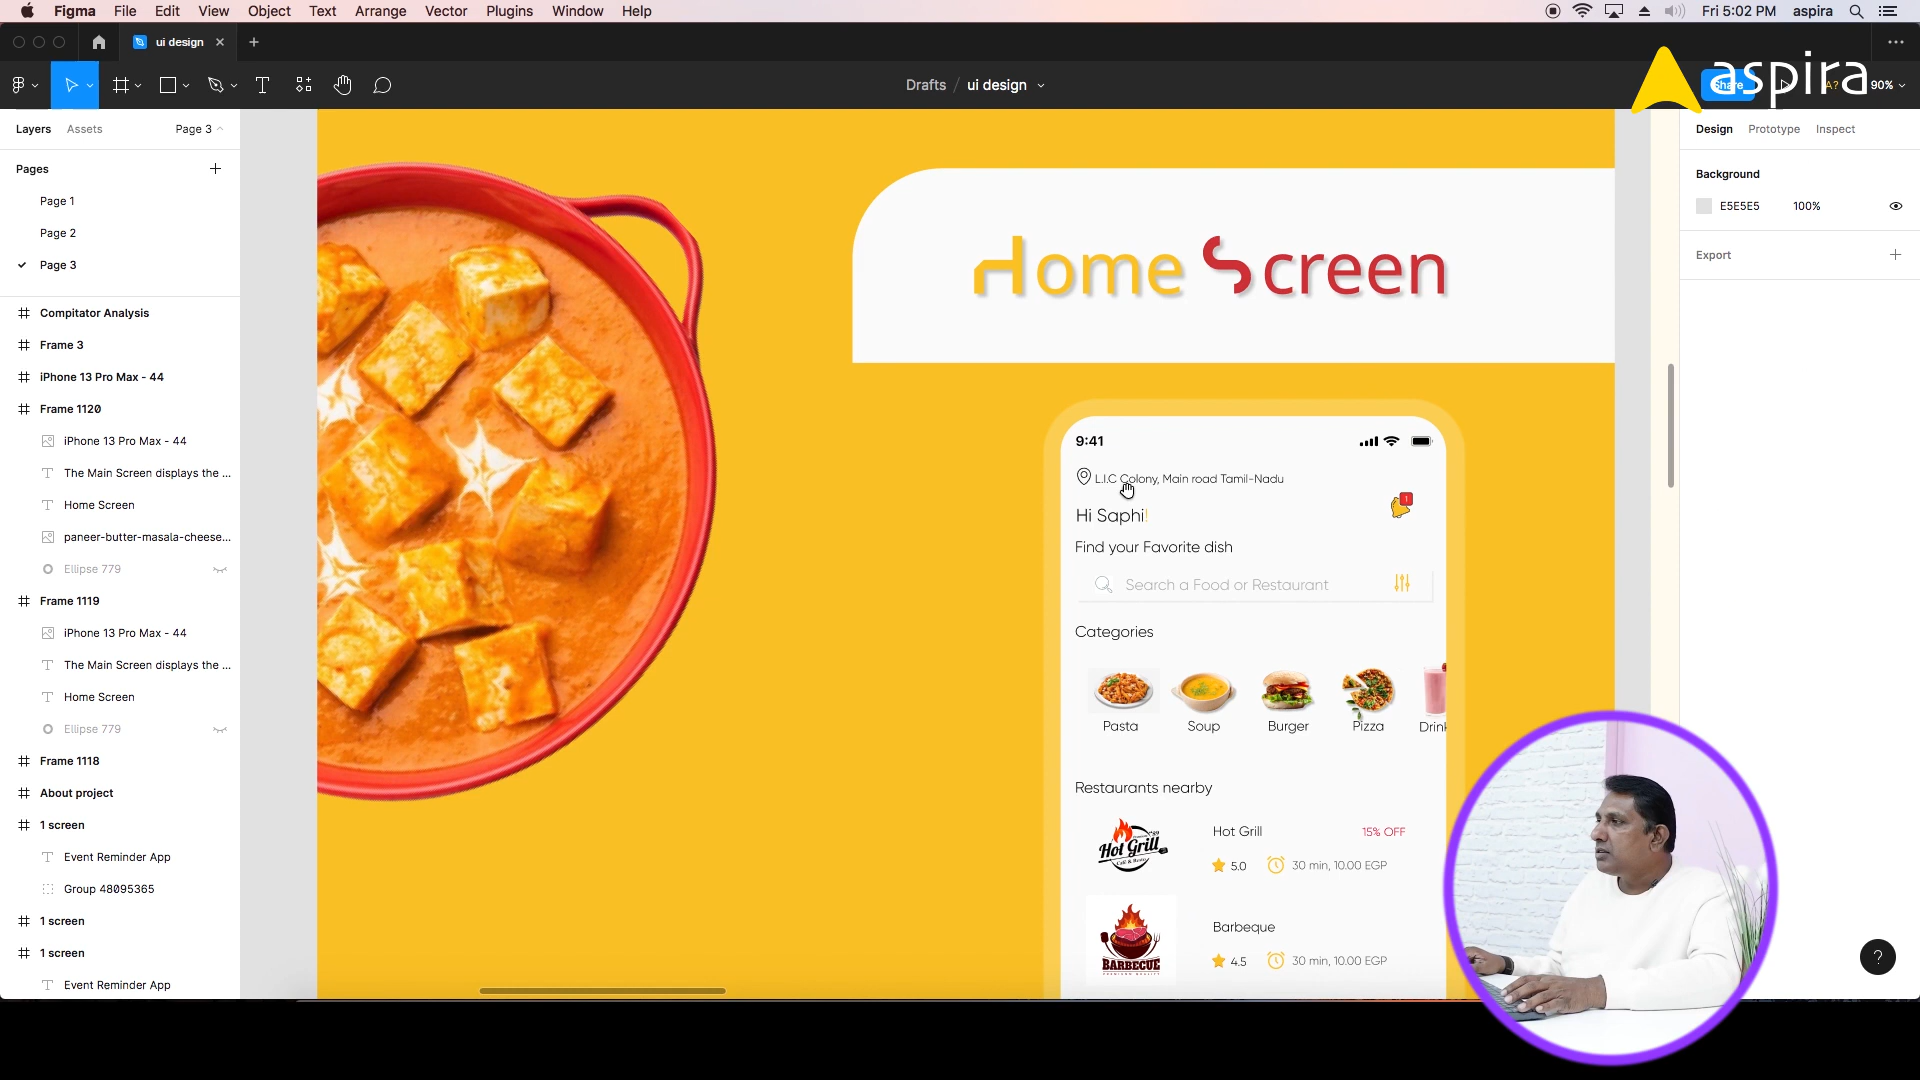 Figma File Edit View Object Text Arrange Vector Plugins Window Help
Fri 5:02 PM aspira
ui design
Drafts / ui design
Share
A?
90%
aspira
Layers Assets Page 3
Pages
Page 1
Page 2
Page 3
Compitator Analysis
Frame 3
iPhone 13 Pro Max - 44
Frame 1120
iPhone 13 Pro Max - 44
The Main Screen displays the ...
Home Screen
paneer-butter-masala-cheese...
Ellipse 779
Frame 1119
iPhone 13 Pro Max - 44
The Main Screen displays the ...
Home Screen
Ellipse 779
Frame 1118
About project
1 screen
Event Reminder App
Group 48095365
1 screen
1 screen
Event Reminder App
Home Screen
9:41
L.I.C Colony, Main road Tamil-Nadu
1
Hi Saphi!
Find your Favorite dish
Search a Food or Restaurant
Categories
Pasta Soup Burger Pizza Drink
Restaurants nearby
Hot Grill
Hot Grill 15% OFF
5.0 30 min, 10.00 EGP
BARBECUE
Barbeque
4.5 30 min, 10.00 EGP
Design Prototype Inspect
Background
E5E5E5 100%
Export
?